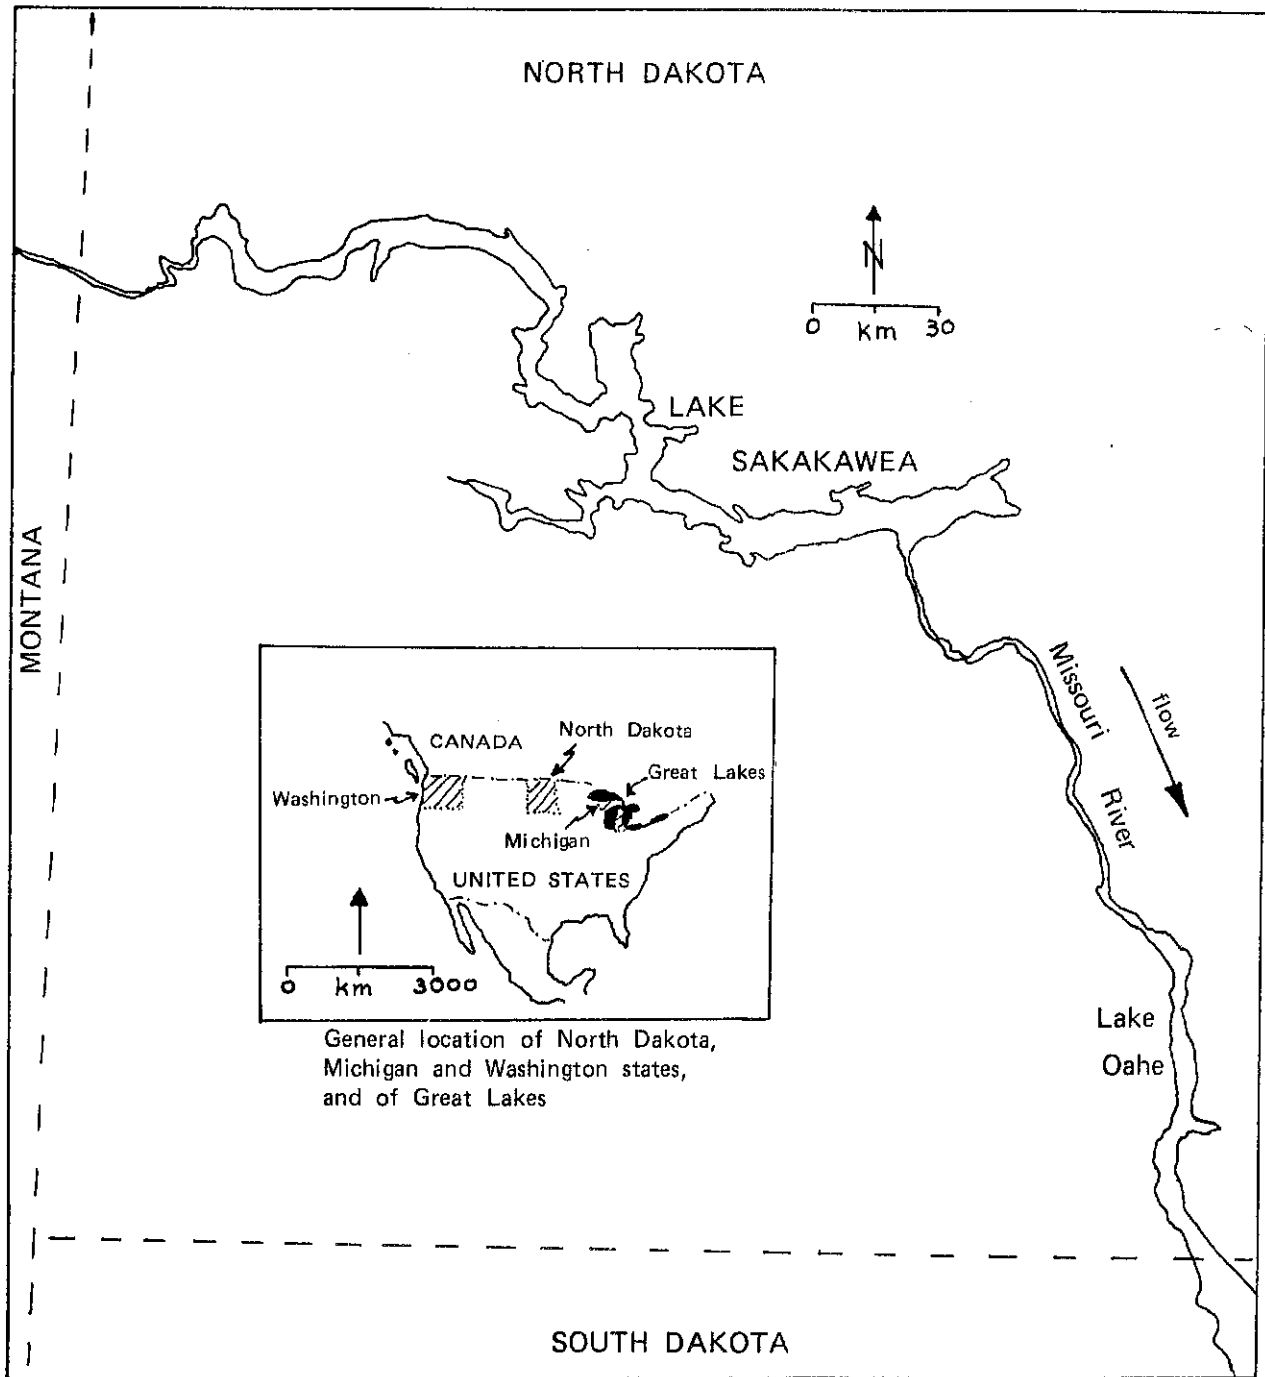 NORTH DAKOTA
N
0 Km 30
LAKE
SAKAKAWEA
MONTANA
Missouri
River
flow
North Dakota
CANADA
Great Lakes
Washington
Michigan
UNITED STATES
0 km 3000
General location of North Dakota,
Michigan and Washington states,
and of Great Lakes
Lake
Oahe
SOUTH DAKOTA